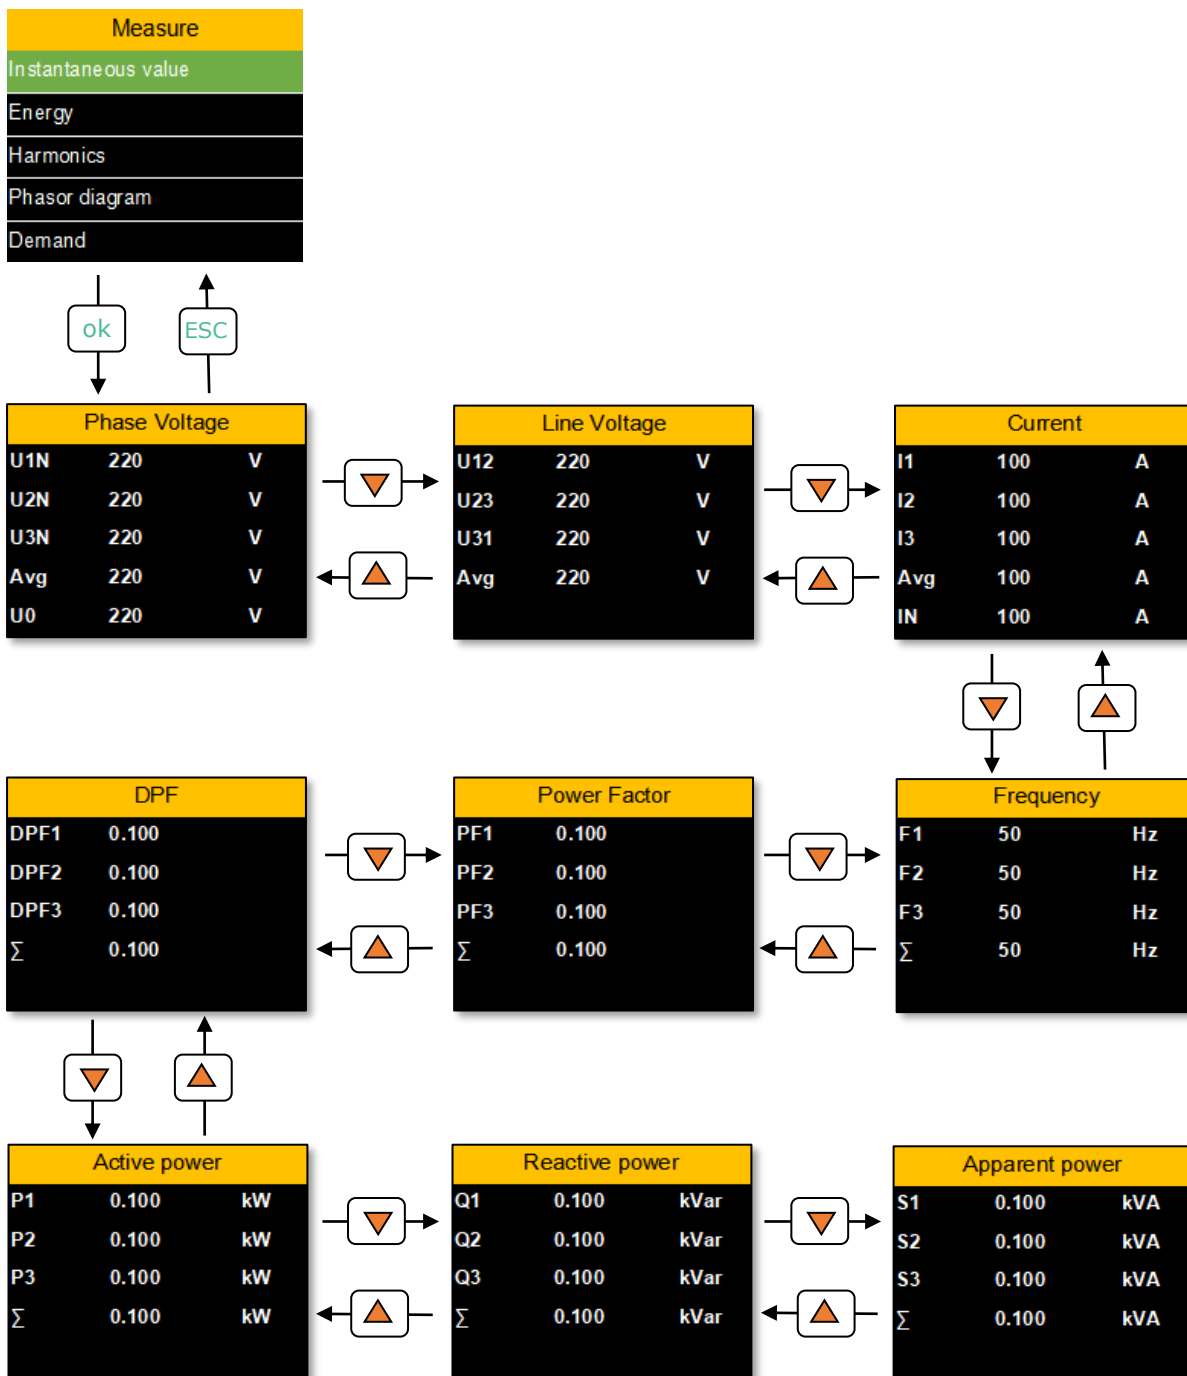 Measure
Instantaneous value
Energy
Harmonics
Phasor diagram
Demand
ok
ESC
Phase Voltage
U1N 220 V
U2N 220 V
U3N 220 V
Avg 220 V
U0 220 V
Line Voltage
U12 220 V
U23 220 V
U31 220 V
Avg 220 V
Current
I1 100 A
I2 100 A
I3 100 A
Avg 100 A
IN 100 A
DPF
DPF1 0.100
DPF2 0.100
DPF3 0.100
∑ 0.100
Power Factor
PF1 0.100
PF2 0.100
PF3 0.100
∑ 0.100
Frequency
F1 50 Hz
F2 50 Hz
F3 50 Hz
∑ 50 Hz
Active power
P1 0.100 kW
P2 0.100 kW
P3 0.100 kW
∑ 0.100 kW
Reactive power
Q1 0.100 kVar
Q2 0.100 kVar
Q3 0.100 kVar
∑ 0.100 kVar
Apparent power
S1 0.100 kVA
S2 0.100 kVA
S3 0.100 kVA
∑ 0.100 kVA